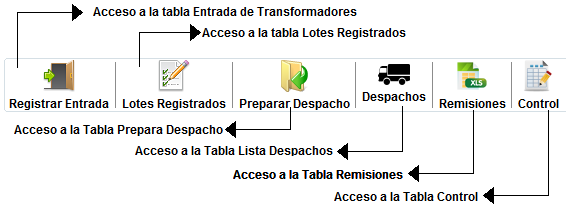 Acceso a la tabla Entrada de Transformadores
Acceso a la tabla Lotes Registrados
XLS
Registrar Entrada
Lotes Registrados
Preparar Despacho
Despachos
Remisiones
Control
Acceso a la Tabla Prepara Despacho
Acceso a la Tabla Lista Despachos
Acceso a la Tabla Remisiones
Acceso a la Tabla Control